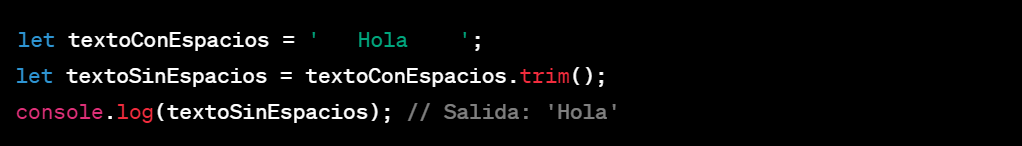 let textoConEspacios = '   Hola    ';
let textoSinEspacios = textoConEspacios.trim();
console.log(textoSinEspacios); // Salida: 'Hola'